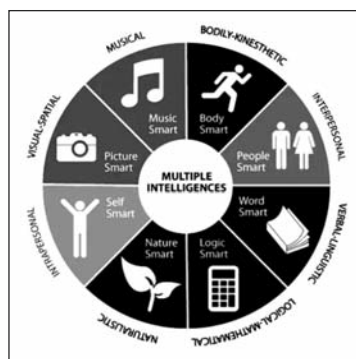 MUSICAL
BODILY-KINESTHETIC
INTERPERSONAL
VERBAL-LINGUISTIC
LOGICAL-MATHEMATICAL
NATURALISTIC
INTRAPERSONAL
VISUAL-SPATIAL
Music
Smart
Body
Smart
People
Smart
Word
Smart
Logic
Smart
Nature
Smart
Self
Smart
Picture
Smart
MULTIPLE
INTELLIGENCES